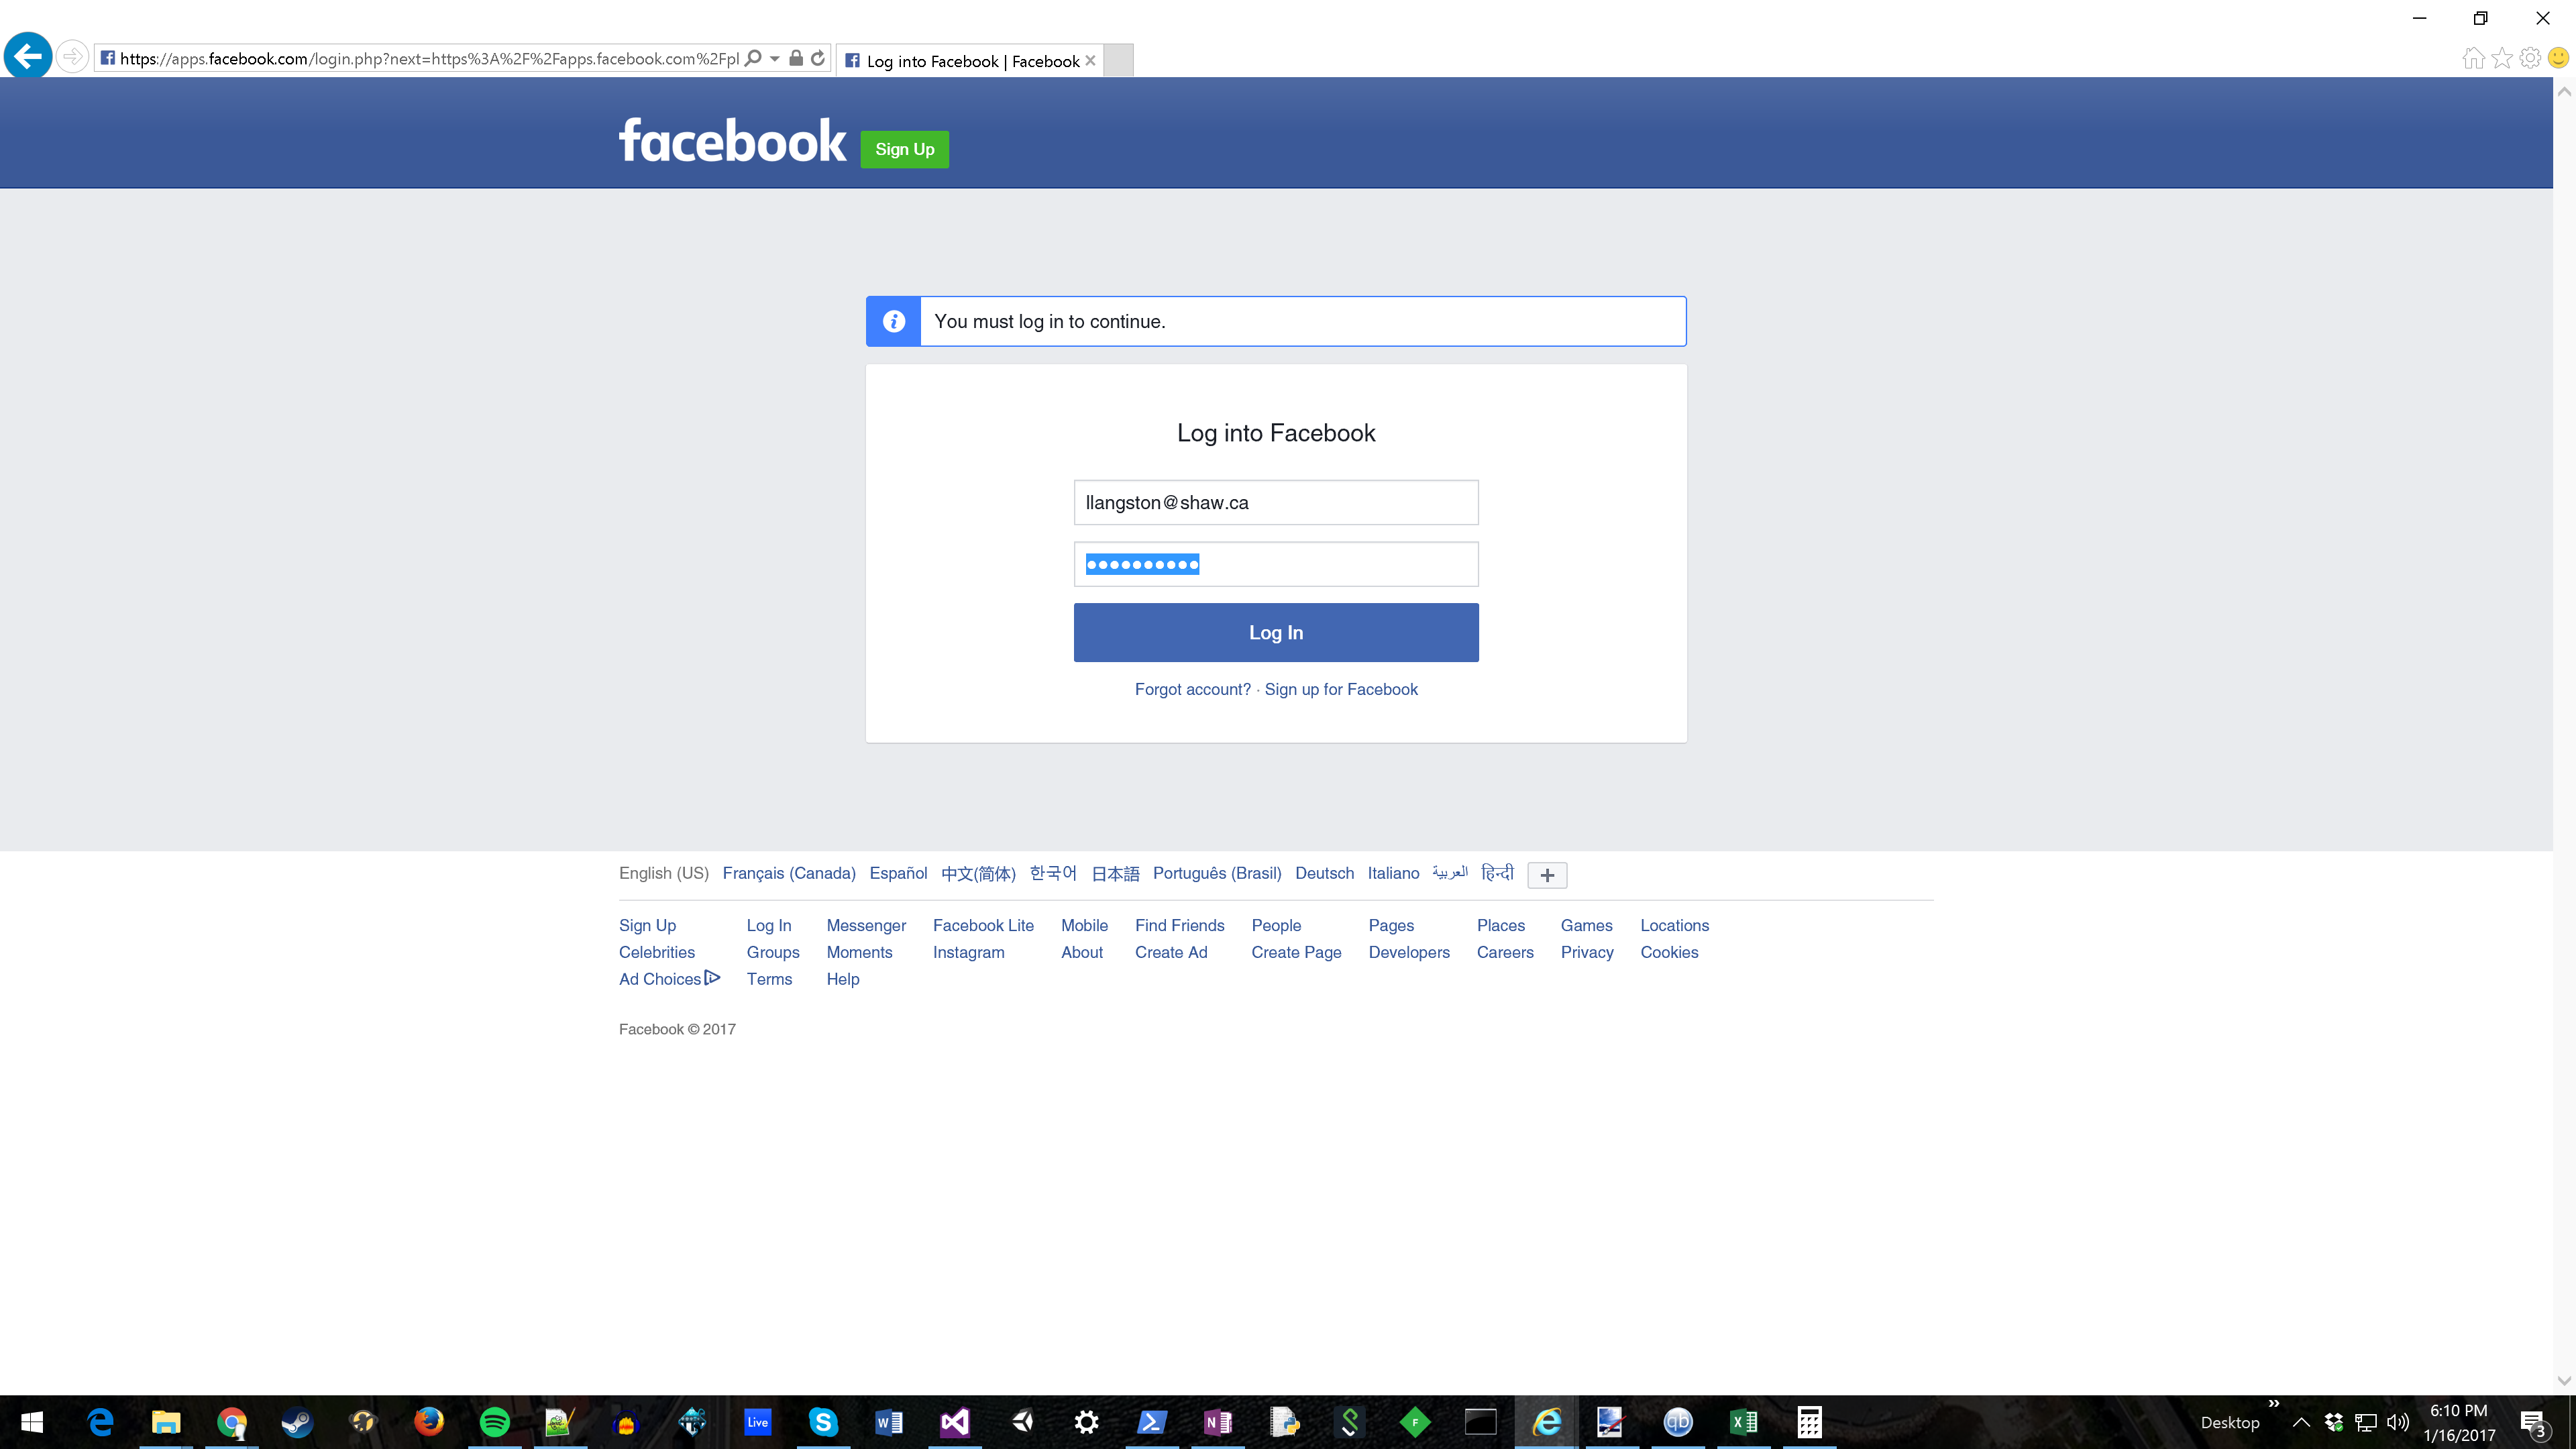 https://apps.facebook.com/login.php?next=https%3A%2F%2Fapps.facebook.com%2Fpl
Log into Facebook | Facebook
facebook
Sign Up
You must log in to continue.
Log into Facebook
llangston@shaw.ca
Log In
Forgot account? · Sign up for Facebook
English (US) Français (Canada) Español 中文(简体) 한국어 日本語 Português (Brasil) Deutsch Italiano العربية हिन्दी
Sign Up Log In Messenger Facebook Lite Mobile Find Friends People Pages Places Games Locations
Celebrities Groups Moments Instagram About Create Ad Create Page Developers Careers Privacy Cookies
Ad Choices Terms Help
Facebook © 2017
Live
qb
Desktop
6:10 PM
1/16/2017
3